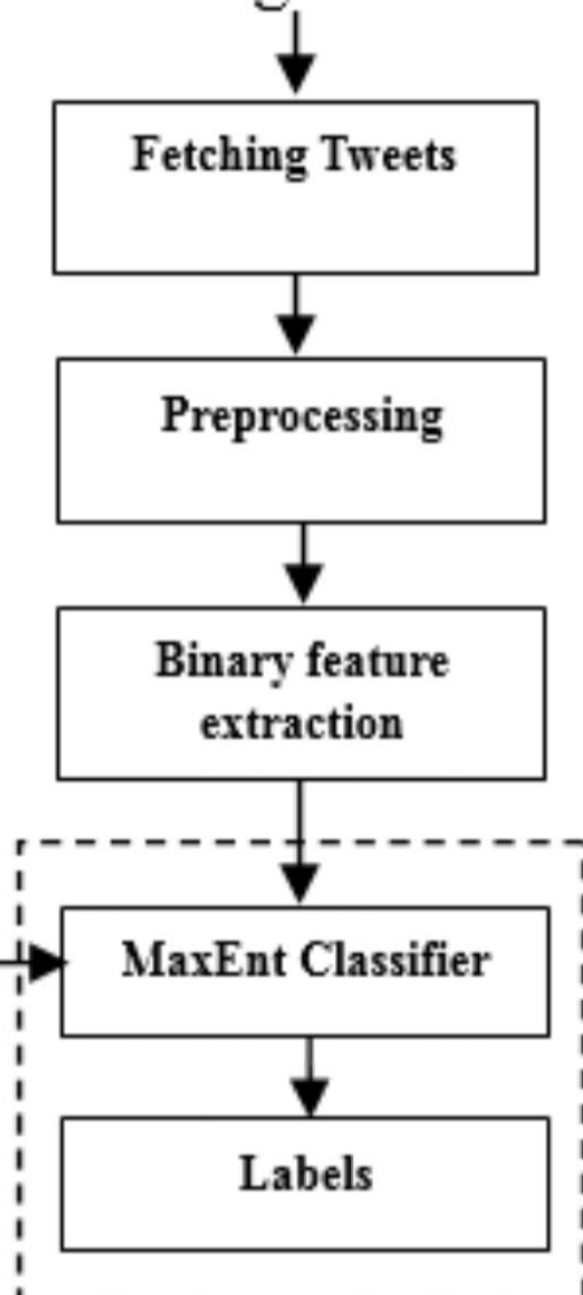 Fetching Tweets
Preprocessing
Binary feature
extraction
MaxEnt Classifier
Labels